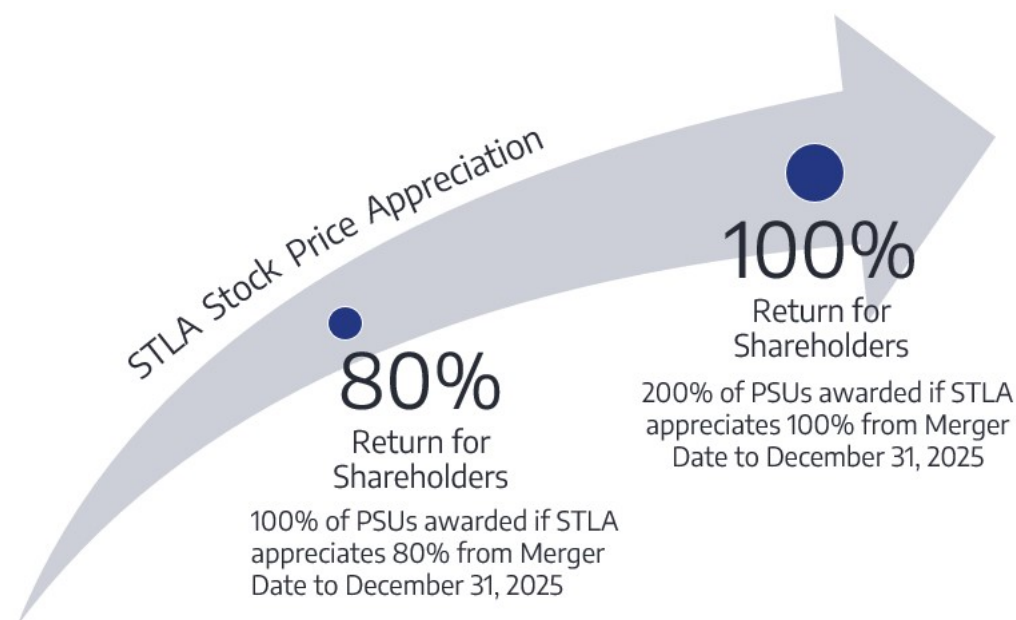 STLA Stock Price Appreciation
80%
Return for
Shareholders
100% of PSUs awarded if STLA
appreciates 80% from Merger
Date to December 31, 2025
100%
Return for
Shareholders
200% of PSUs awarded if STLA
appreciates 100% from Merger
Date to December 31, 2025